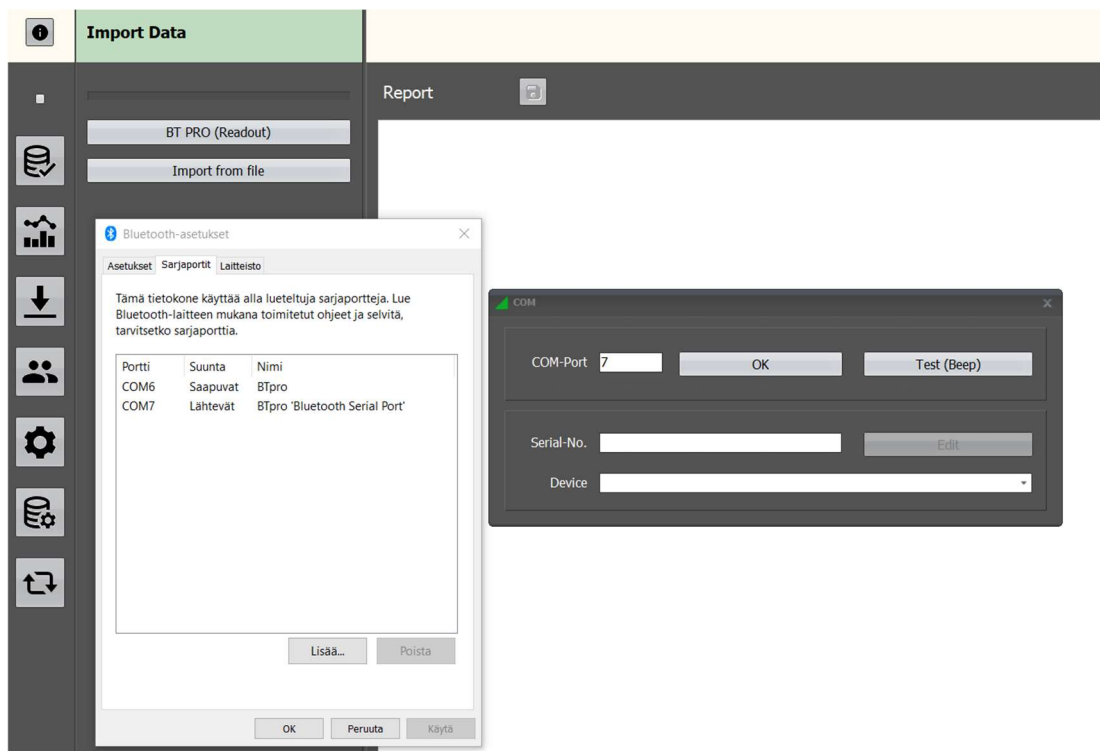 Import Data
Report
BT PRO (Readout)
Import from file
Bluetooth-asetukset
Asetukset Sarjaportit Laitteisto
Tämä tietokone käyttää alla lueteltuja sarjaportteja. Lue
Bluetooth-laitteen mukana toimitetut ohjeet ja selvitä,
tarvitsetko sarjaporttia.
Portti Suunta Nimi
COM6 Saapuvat BTpro
COM7 Lähtevät BTpro 'Bluetooth Serial Port'
Lisää... Poista
OK Peruuta Käytä
COM x
COM-Port 7 OK Test (Beep)
Serial-No. Edit
Device